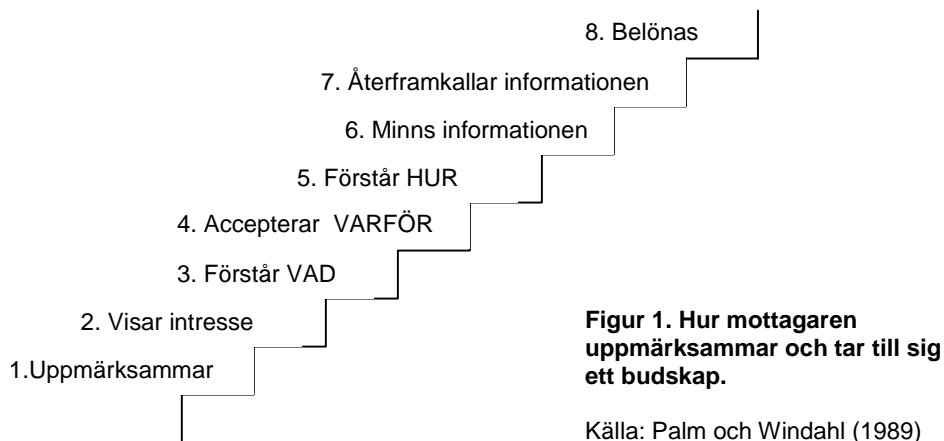 8. Belönas
7. Återframkallar informationen
6. Minns informationen
5. Förstår HUR
4. Accepterar VARFÖR
3. Förstår VAD
2. Visar intresse
1.Uppmärksammar
Figur 1. Hur mottagaren
uppmärksammar och tar till sig
ett budskap.
Källa: Palm och Windahl (1989)